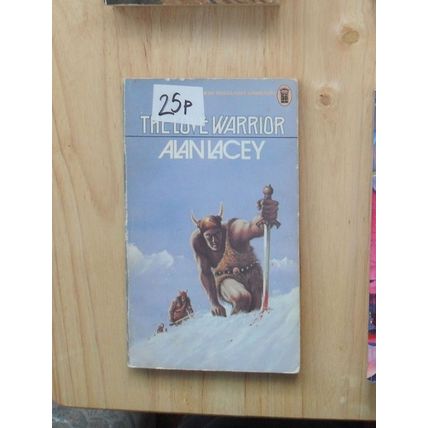 25p
THE LOVE WARRIOR
ALAN LACEY